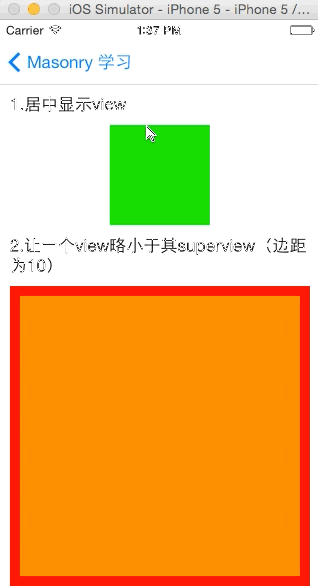 iOS Simulator - iPhone 5 - iPhone 5 /...
Carrier 1:37 PM
Masonry 学习
1.居中显示view
2.让一个view略小于其superview（边距
为10）